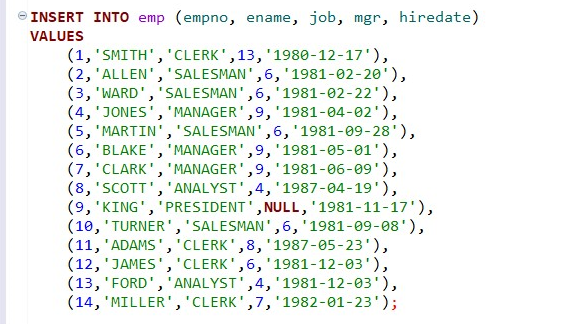 INSERT INTO emp (empno, ename, job, mgr, hiredate)
VALUES
(1,'SMITH','CLERK',13,'1980-12-17'),
(2,'ALLEN','SALESMAN',6,'1981-02-20'),
(3,'WARD','SALESMAN',6,'1981-02-22'),
(4,'JONES','MANAGER',9,'1981-04-02'),
(5,'MARTIN','SALESMAN',6,'1981-09-28'),
(6,'BLAKE','MANAGER',9,'1981-05-01'),
(7,'CLARK','MANAGER',9,'1981-06-09'),
(8,'SCOTT','ANALYST',4,'1987-04-19'),
(9,'KING','PRESIDENT',NULL,'1981-11-17'),
(10,'TURNER','SALESMAN',6,'1981-09-08'),
(11,'ADAMS','CLERK',8,'1987-05-23'),
(12,'JAMES','CLERK',6,'1981-12-03'),
(13,'FORD','ANALYST',4,'1981-12-03'),
(14,'MILLER','CLERK',7,'1982-01-23');